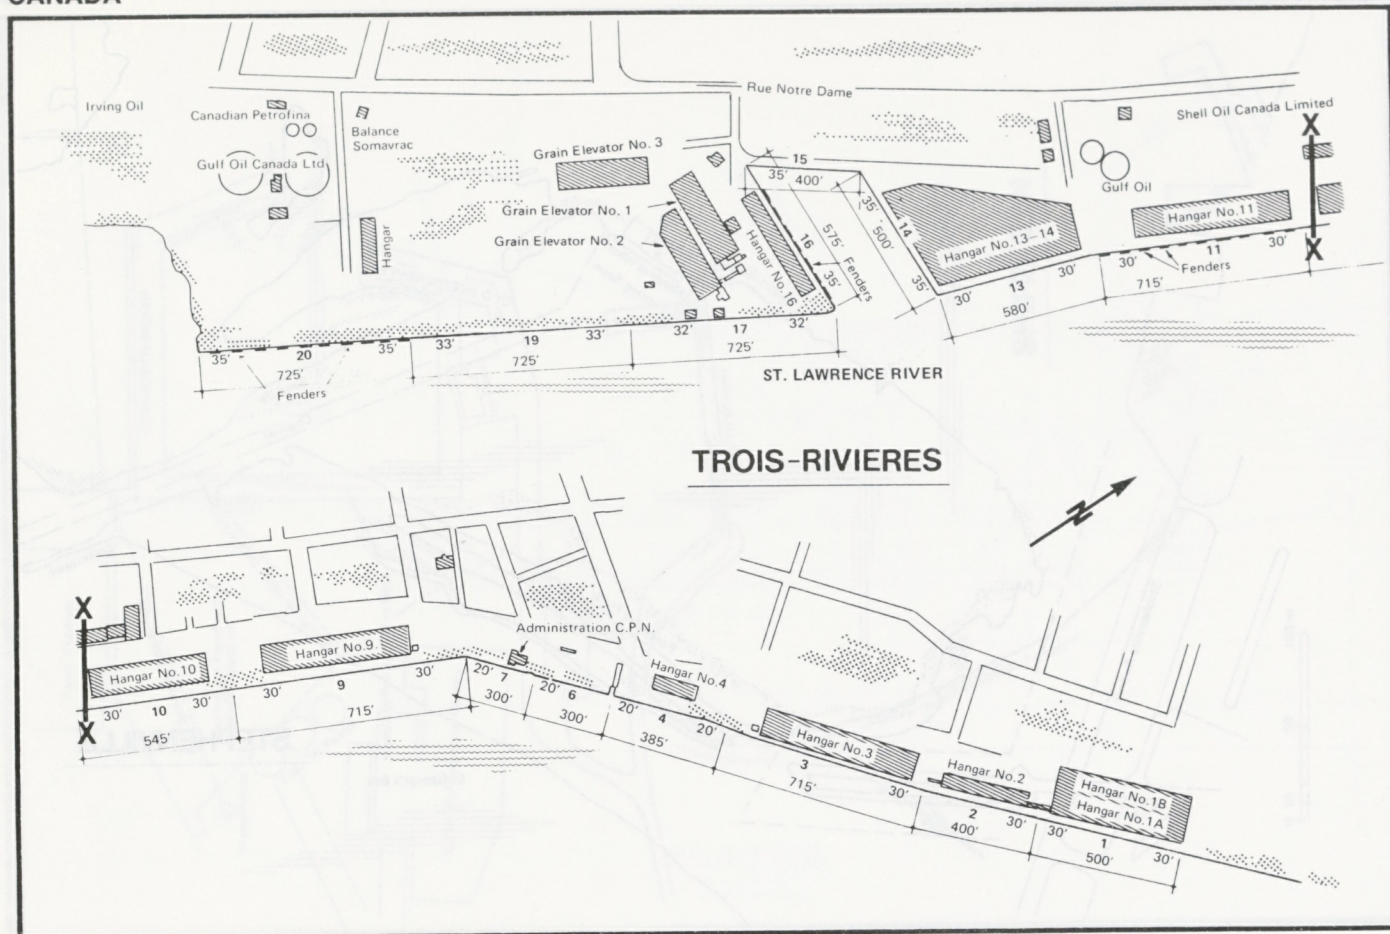 CANADA
Irving Oil
Canadian Petrofina
Gulf Oil Canada Ltd.
Balance
Somavrac
Hangar
Grain Elevator No. 3
Grain Elevator No. 1
Grain Elevator No. 2
Rue Notre Dame
Shell Oil Canada Limited
X
Gulf Oil
Hangar No.11
Hangar No.13-14
Hangar No.16
15
35'
400'
35'
14
500'
35'
575'
16
35'
Fenders
30'
13
30'
580'
30'
11
30'
Fenders
715'
X
35'
20
35'
725'
Fenders
33'
19
33'
725'
32'
17
32'
725'
ST. LAWRENCE RIVER
TROIS-RIVIERES
N
X
Hangar No.10
30'
10
30'
X
545'
Hangar No.9.
30'
9
30'
715'
Administration C.P.N.
20'
7
300'
20'
6
300'
Hangar No.4
20'
4
20'
385'
Hangar No.3
3
30'
715'
Hangar No.2
2
30'
400'
Hangar No.1B
Hangar No.1A
30'
1
30'
500'